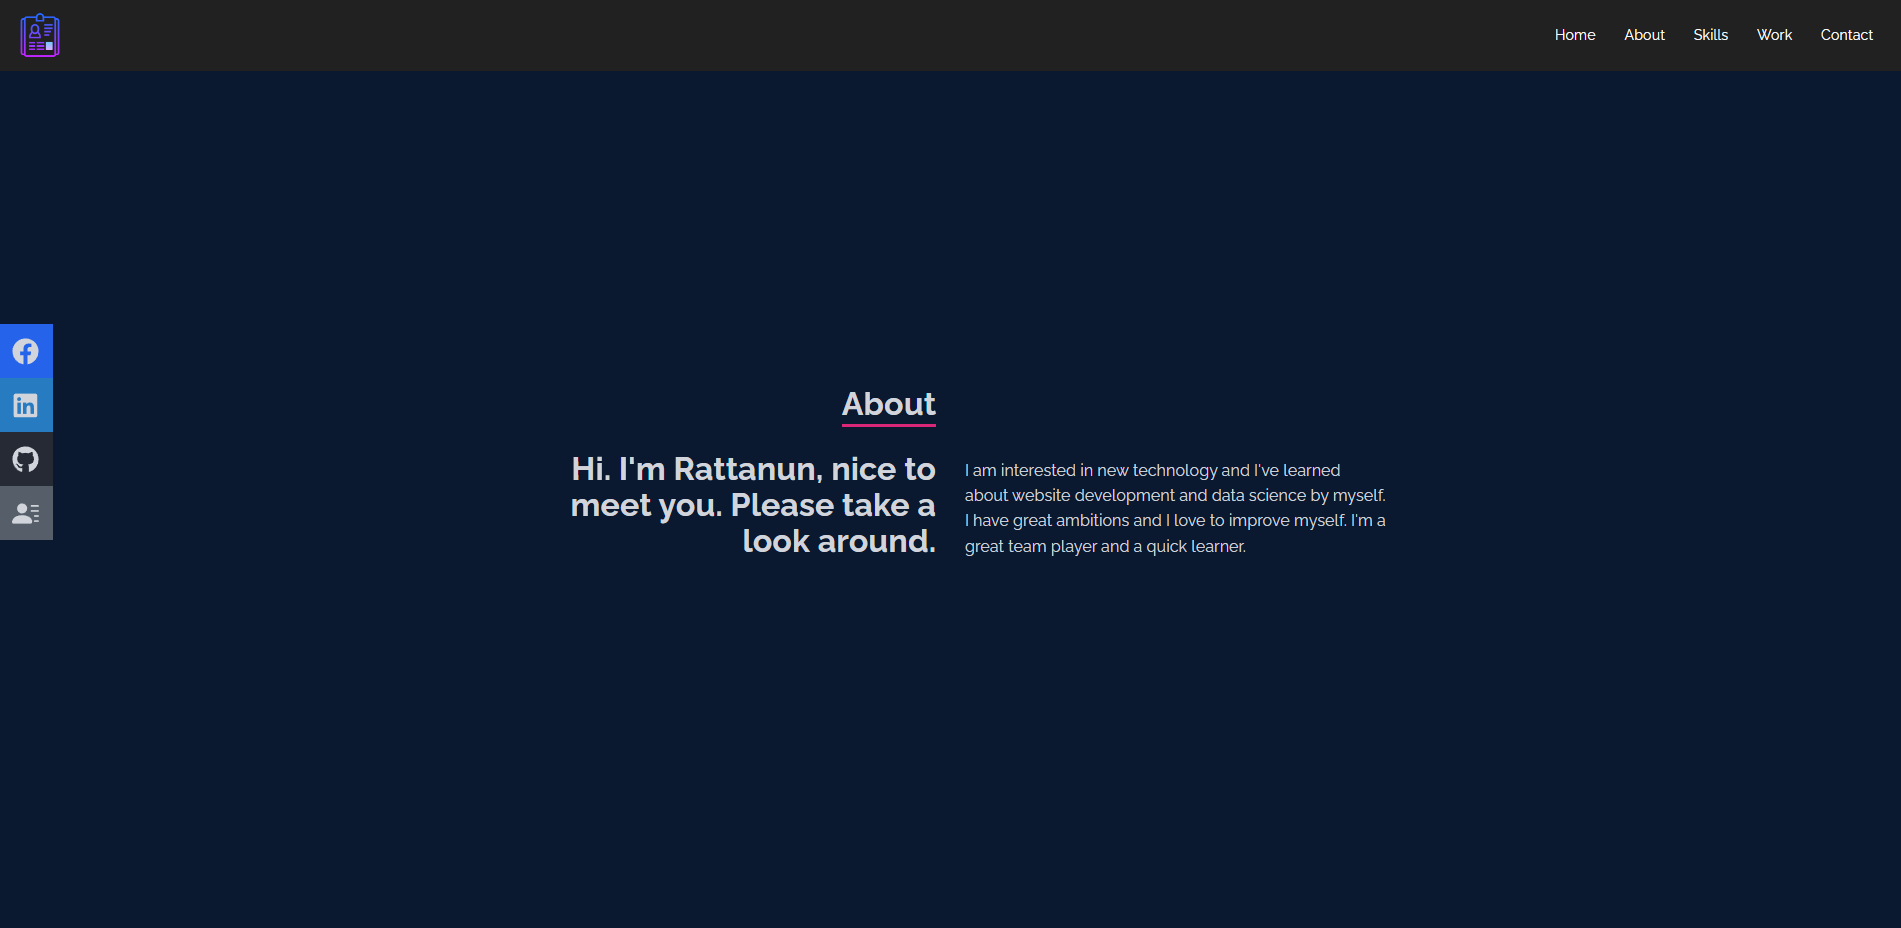 Home About Skills Work Contact
About
Hi. I'm Rattanun, nice to
meet you. Please take a
look around.
I am interested in new technology and I've learned
about website development and data science by myself.
I have great ambitions and I love to improve myself. I'm a
great team player and a quick learner.